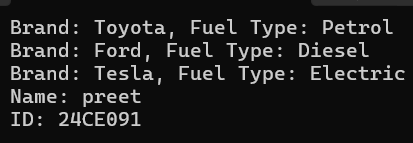 Brand: Toyota, Fuel Type: Petrol
Brand: Ford, Fuel Type: Diesel
Brand: Tesla, Fuel Type: Electric
Name: preet
ID: 24CE091